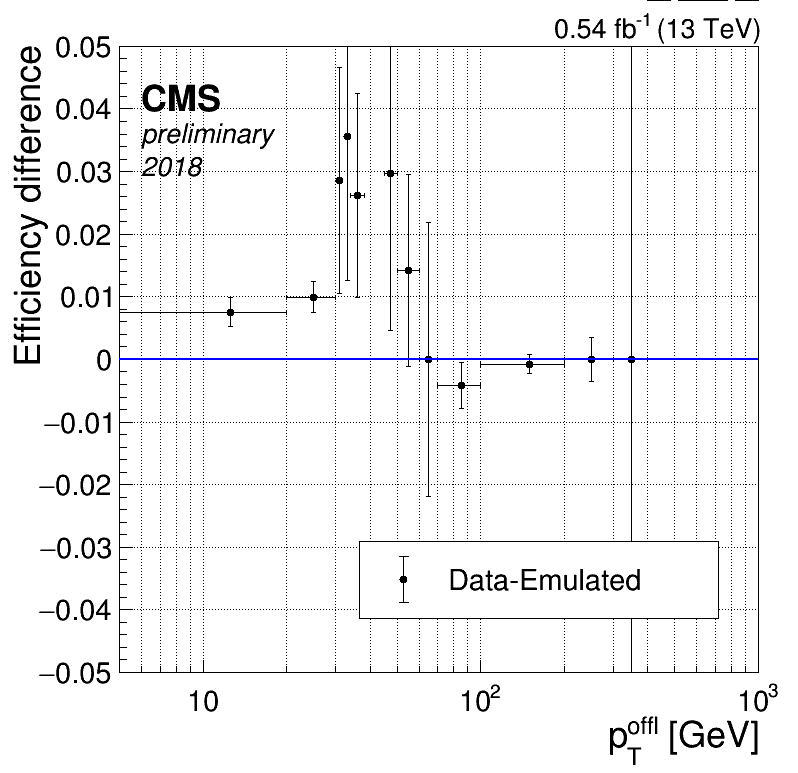 0.54 fb⁻¹ (13 TeV)
Efficiency difference
0.05
0.04
0.03
0.02
0.01
0
−0.01
−0.02
−0.03
−0.04
−0.05
CMS
preliminary
2018
Data-Emulated
10
10²
10³
p_T^offl [GeV]